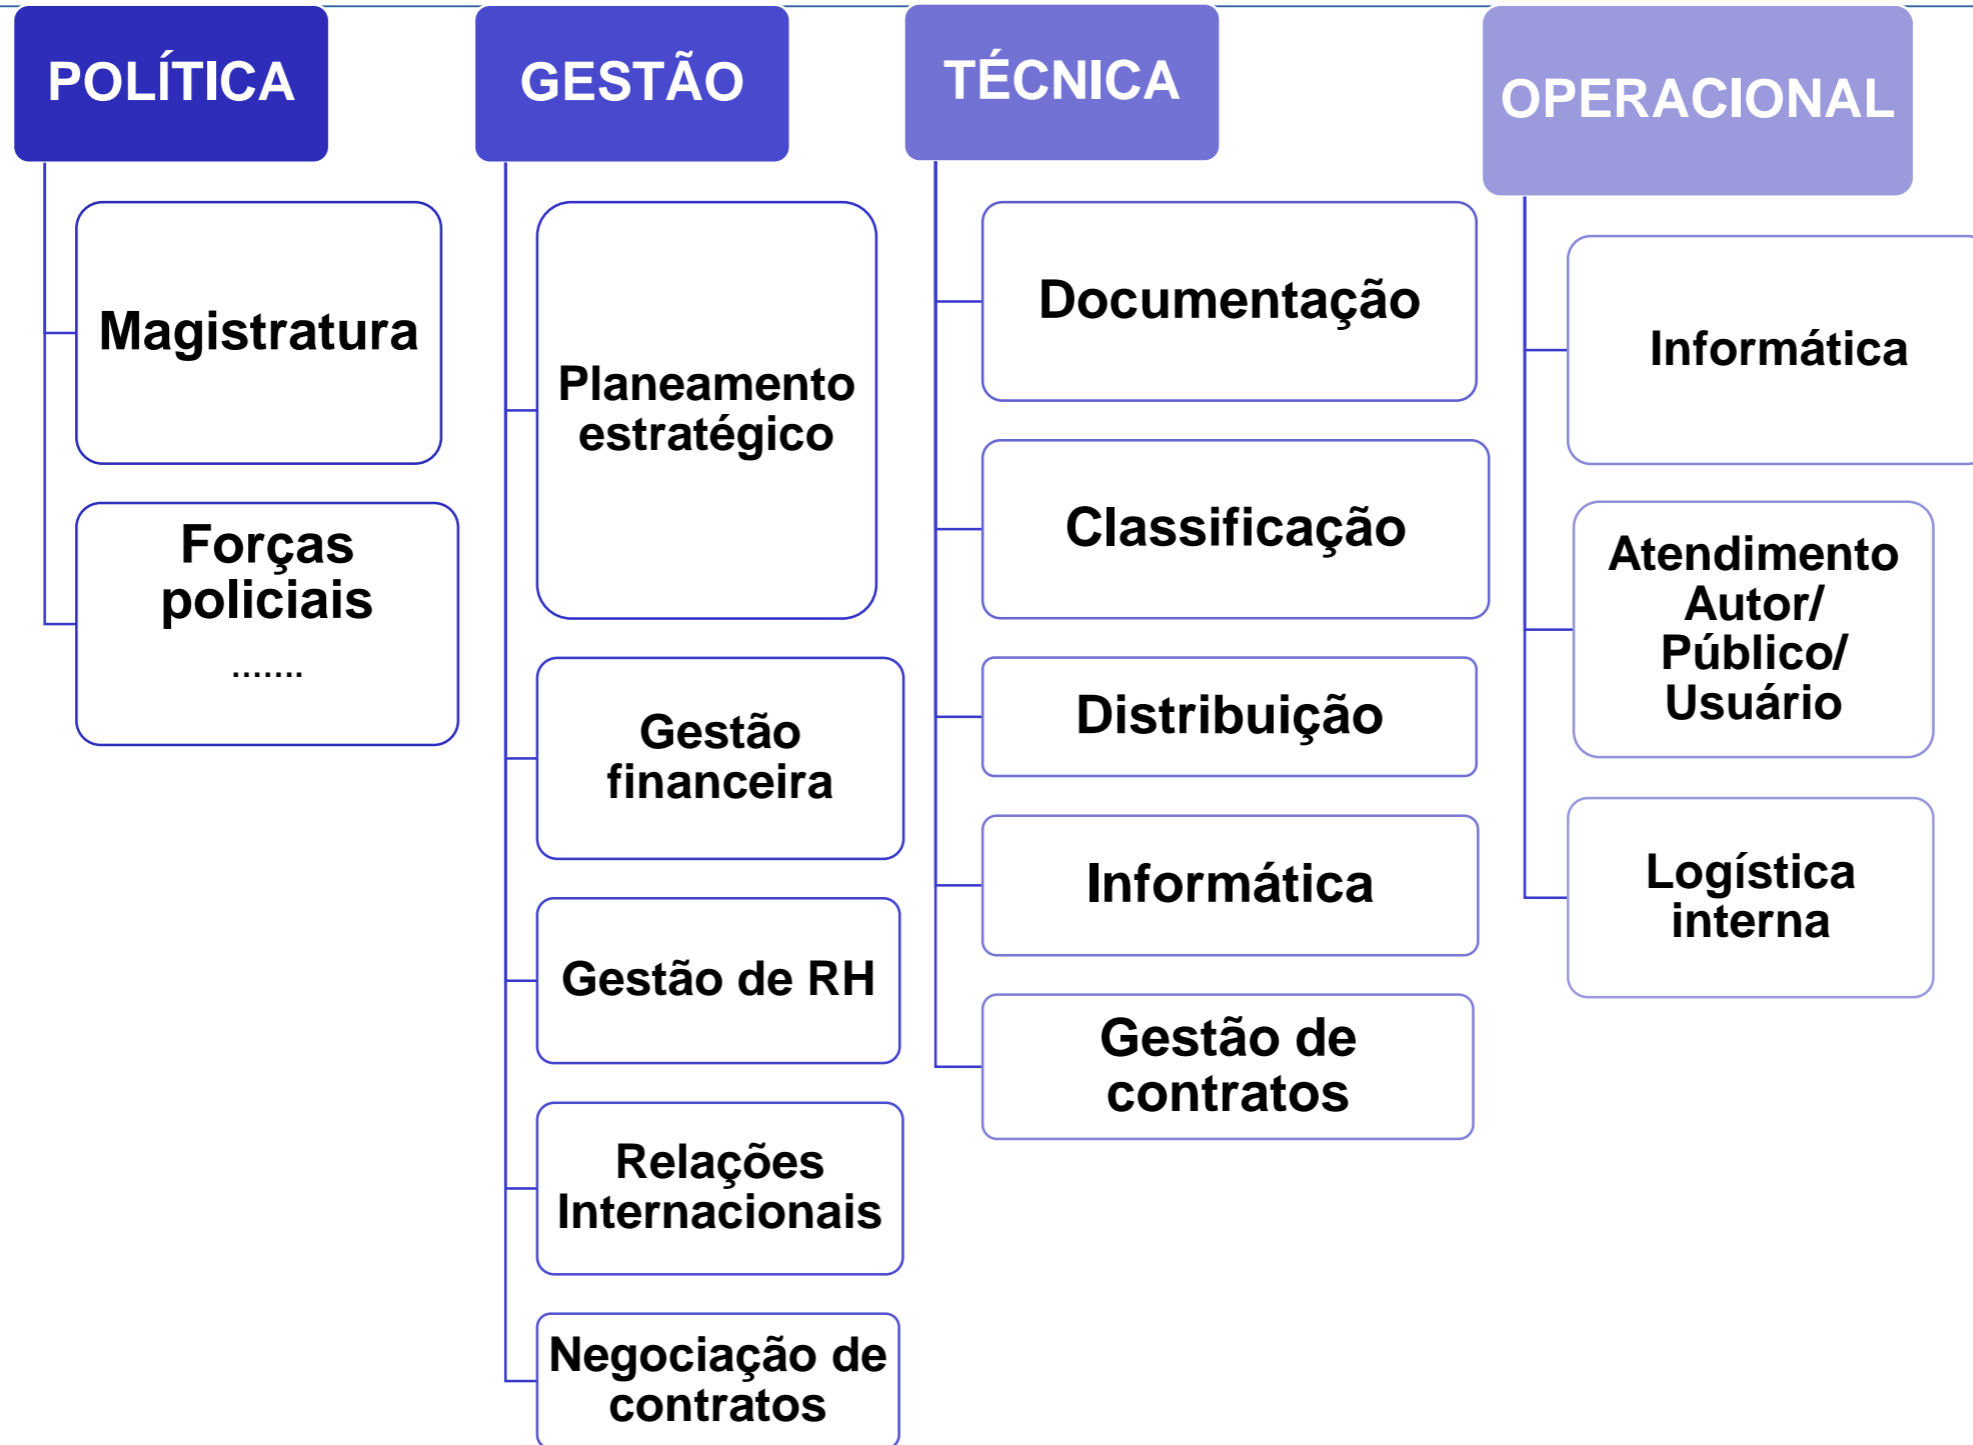 POLÍTICA
Magistratura
Forças
policiais
.......
GESTÃO
Planeamento
estratégico
Gestão
financeira
Gestão de RH
Relações
Internacionais
Negociação de
contratos
TÉCNICA
Documentação
Classificação
Distribuição
Informática
Gestão de
contratos
OPERACIONAL
Informática
Atendimento
Autor/
Público/
Usuário
Logística
interna